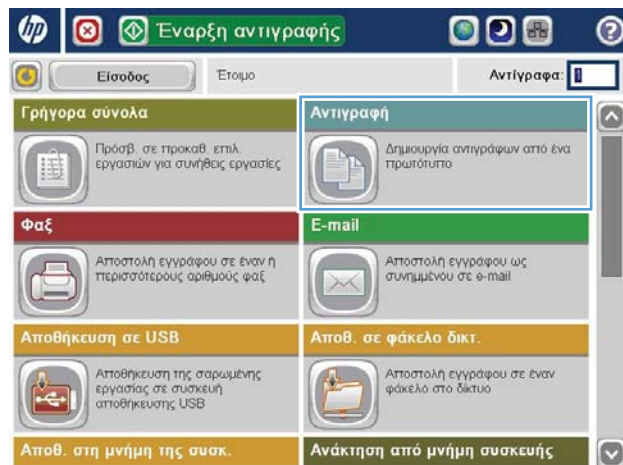 hp
Έναρξη αντιγραφής
?
Είσοδος
Έτοιμο
Αντίγραφα: 1
Γρήγορα σύνολα
Πρόσβ. σε προκαθ. επιλ.
εργασιών για συνήθεις εργασίες
Αντιγραφή
Δημιουργία αντιγράφων από ένα
πρωτότυπο
Φαξ
Αποστολή εγγράφου σε έναν ή
περισσότερους αριθμούς φαξ
E-mail
Αποστολή εγγράφου ως
συνημμένου σε e-mail
Αποθήκευση σε USB
Αποθήκευση της σαρωμένης
εργασίας σε συσκευή
αποθήκευσης USB
Αποθ. σε φάκελο δικτ.
Αποστολή εγγράφου σε έναν
φάκελο στο δίκτυο
Αποθ. στη μνήμη της συσκ.
Ανάκτηση από μνήμη συσκευής